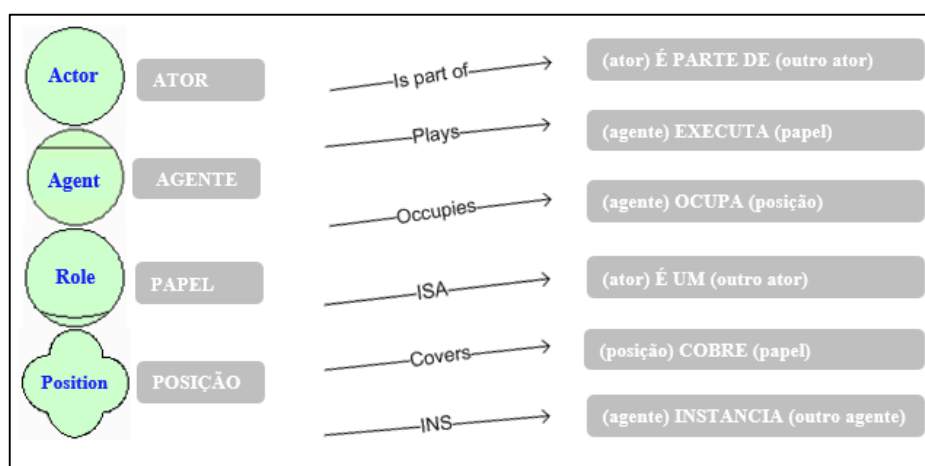 Actor
ATOR
Is part of
(ator) É PARTE DE (outro ator)
Plays
(agente) EXECUTA (papel)
Agent
AGENTE
Occupies
(agente) OCUPA (posição)
Role
PAPEL
ISA
(ator) É UM (outro ator)
Covers
(posição) COBRE (papel)
Position
POSIÇÃO
INS
(agente) INSTANCIA (outro agente)